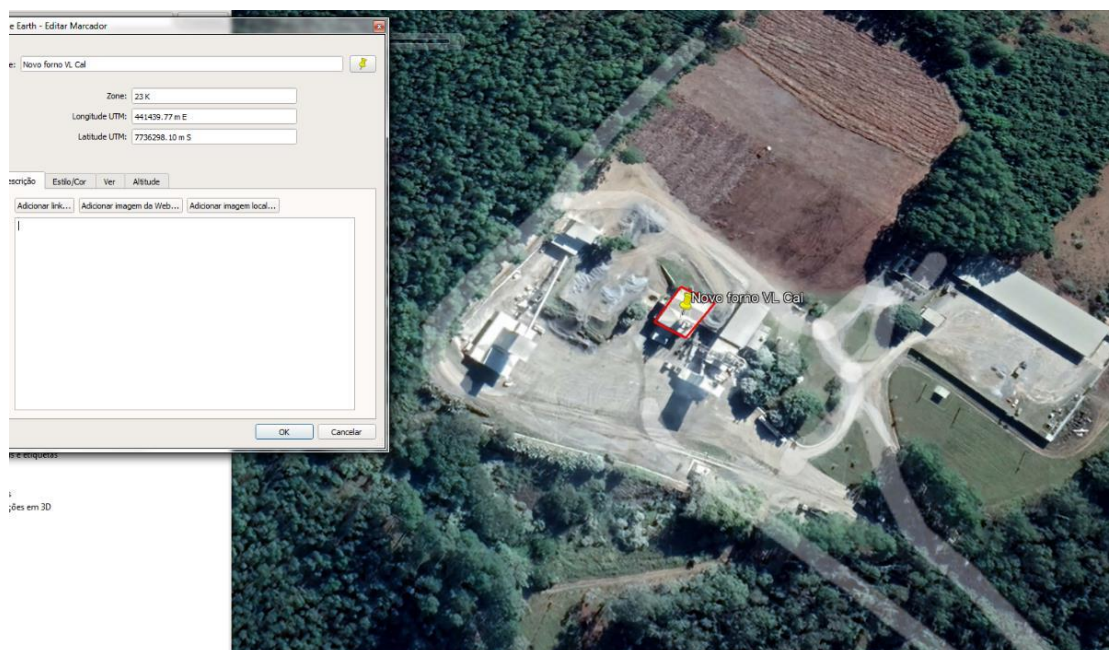 e Earth - Editar Marcador
e: Novo forno VL Cal
Zone: 23 K
Longitude UTM: 441439.77 m E
Latitude UTM: 7736298.10 m S
escrição Estilo/Cor Ver Altitude
Adicionar link... Adicionar imagem da Web... Adicionar imagem local...
OK Cancelar
s e etiquetas
s
ções em 3D
Novo forno VL Cal